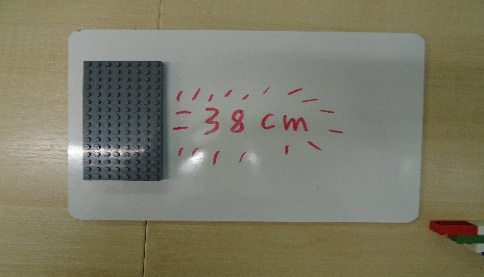 = 38 cm